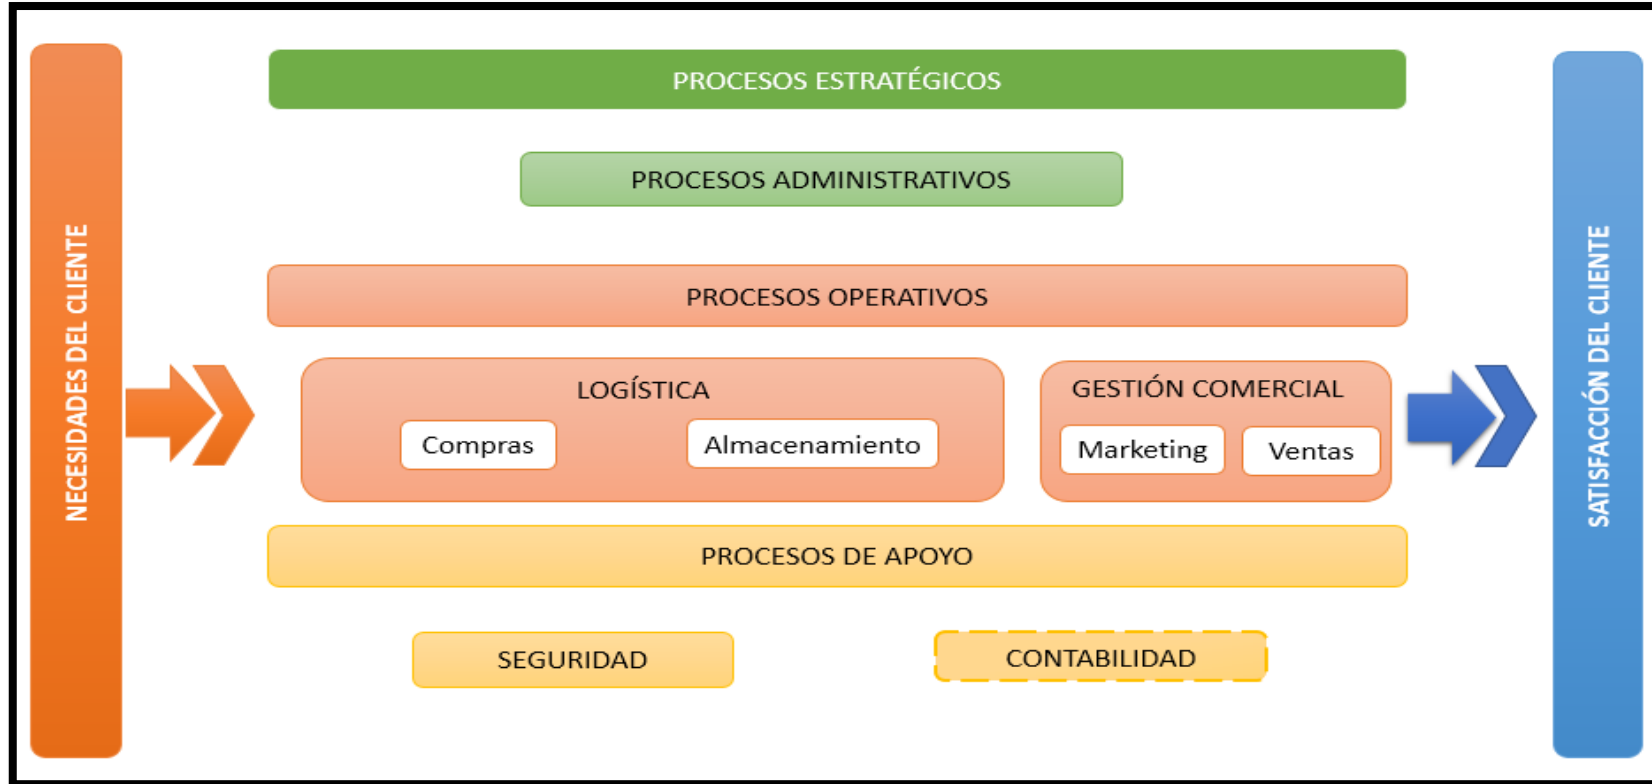 NECESIDADES DEL CLIENTE
PROCESOS ESTRATÉGICOS
PROCESOS ADMINISTRATIVOS
PROCESOS OPERATIVOS
LOGÍSTICA
Compras
Almacenamiento
GESTIÓN COMERCIAL
Marketing
Ventas
PROCESOS DE APOYO
SEGURIDAD
CONTABILIDAD
SATISFACCIÓN DEL CLIENTE